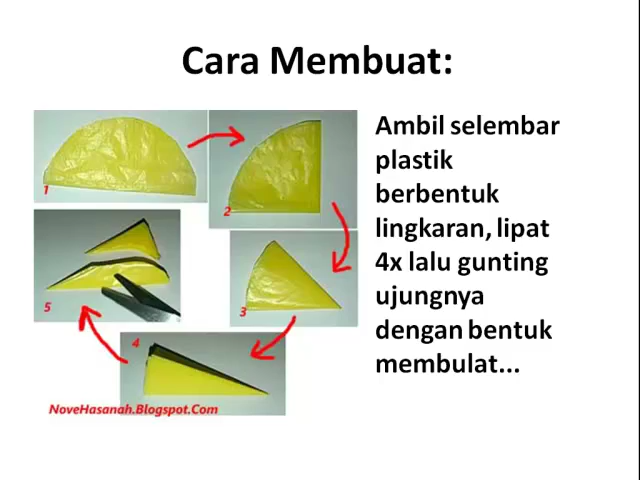 Cara Membuat:
1
2
3
4
5
NoveHasanah.Blogspot.Com
Ambil selembar
plastik
berbentuk
lingkaran, lipat
4x lalu gunting
ujungnya
dengan bentuk
membulat...